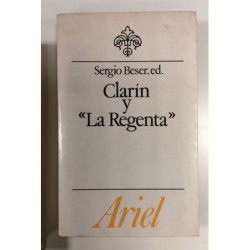 Sergio Beser, ed.
Clarín
y
«La Regenta»
Ariel